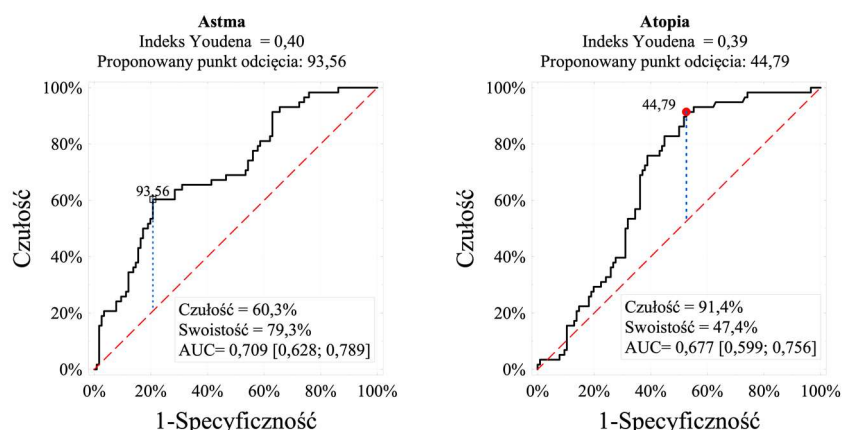 Astma
Indeks Youdena = 0,40
Proponowany punkt odcięcia: 93,56
100%
80%
60%
40%
20%
0%
Czułość
93,56
Czułość = 60,3%
Swoistość = 79,3%
AUC= 0,709 [0,628; 0,789]
0% 20% 40% 60% 80% 100%
1-Specyficzność
Atopia
Indeks Youdena = 0,39
Proponowany punkt odcięcia: 44,79
100%
80%
60%
40%
20%
0%
Czułość
44,79
Czułość = 91,4%
Swoistość = 47,4%
AUC= 0,677 [0,599; 0,756]
0% 20% 40% 60% 80% 100%
1-Specyficzność